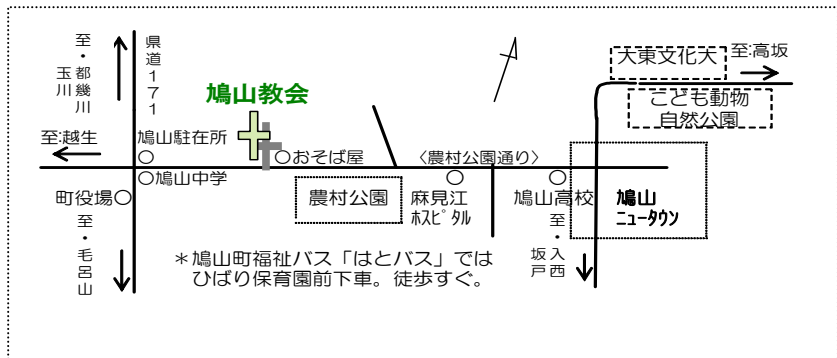 至・都幾川
玉川
県道171
鳩山教会
大東文化大
至:高坂
こども動物
自然公園
至:越生
鳩山駐在所
○おそば屋
〈農村公園通り〉
○鳩山中学
町役場○
農村公園
麻見江
ﾎｽﾋﾟﾀﾙ
鳩山高校
鳩山
ニュータウン
至・毛呂山
至・入西
坂戸
＊鳩山町福祉バス「はとバス」では
ひばり保育園前下車。徒歩すぐ。